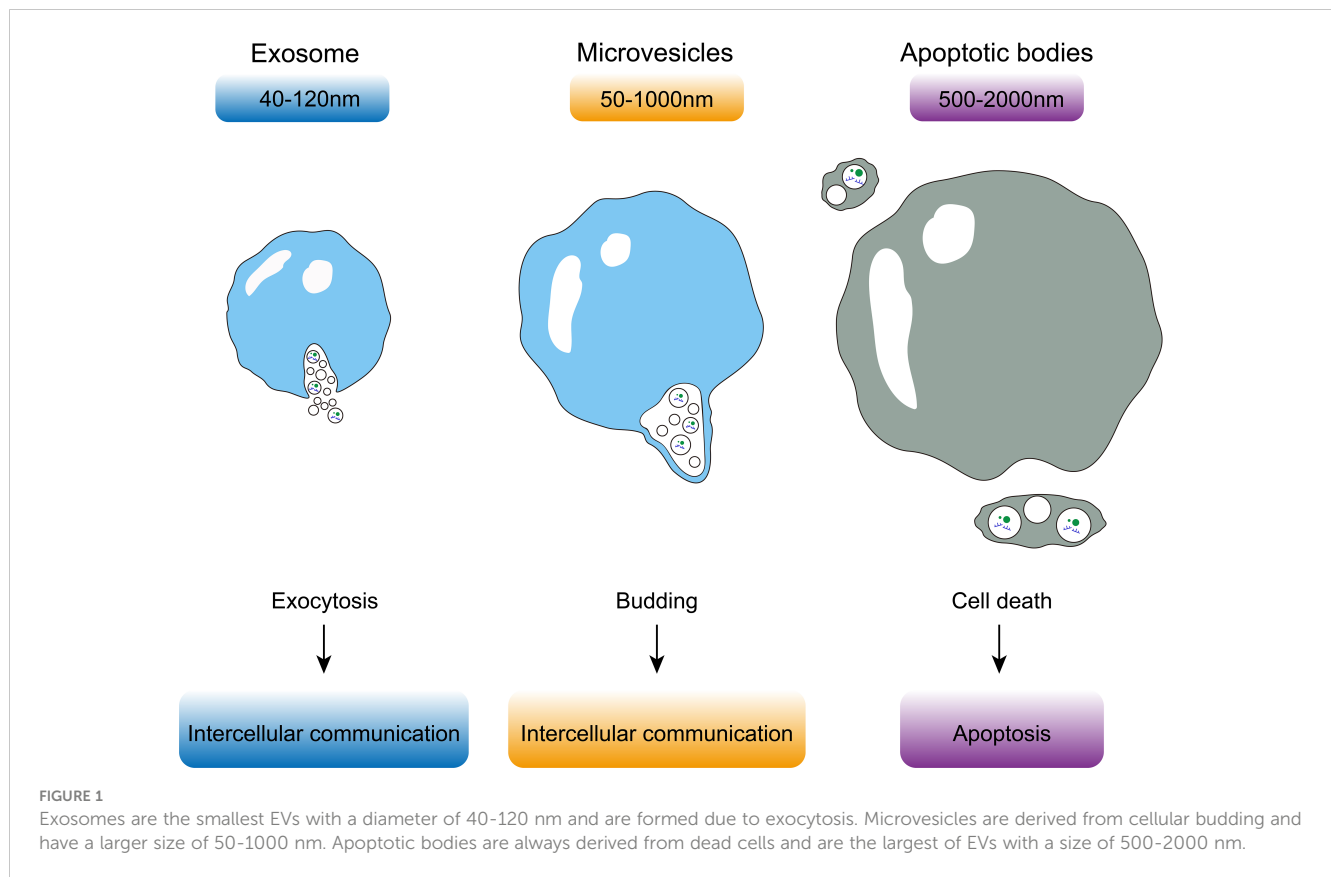 Exosome
Microvesicles
Apoptotic bodies
40-120nm
50-1000nm
500-2000nm
Exocytosis
Budding
Cell death
Intercellular communication
Intercellular communication
Apoptosis
FIGURE 1
Exosomes are the smallest EVs with a diameter of 40-120 nm and are formed due to exocytosis. Microvesicles are derived from cellular budding and
have a larger size of 50-1000 nm. Apoptotic bodies are always derived from dead cells and are the largest of EVs with a size of 500-2000 nm.